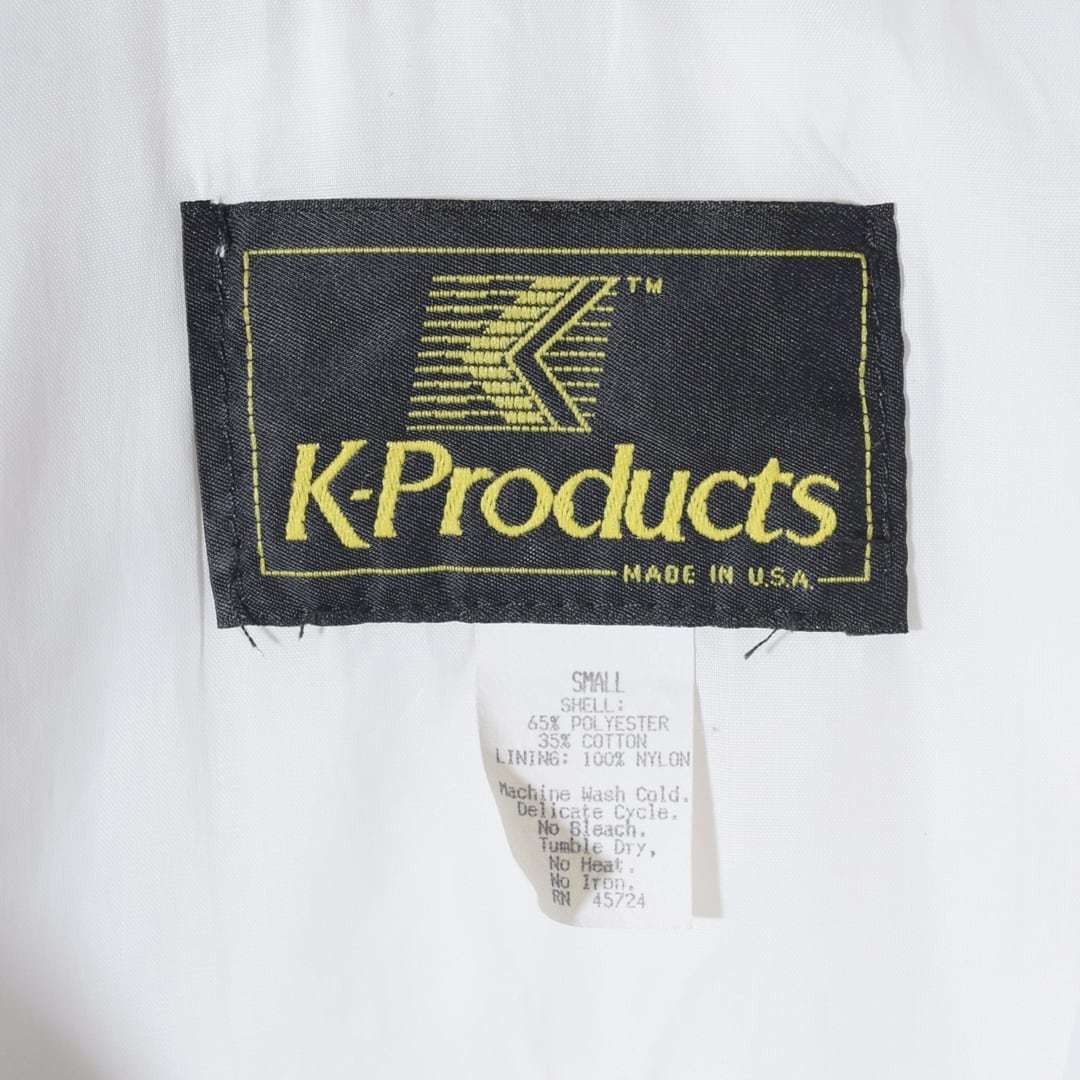 TM
K-Products
MADE IN U.S.A.
SMALL
SHELL:
65% POLYESTER
35% COTTON
LINING: 100% NYLON
Machine Wash Cold.
Delicate Cycle.
No Bleach.
Tumble Dry,
No Heat.
No Iron.
RN 45724